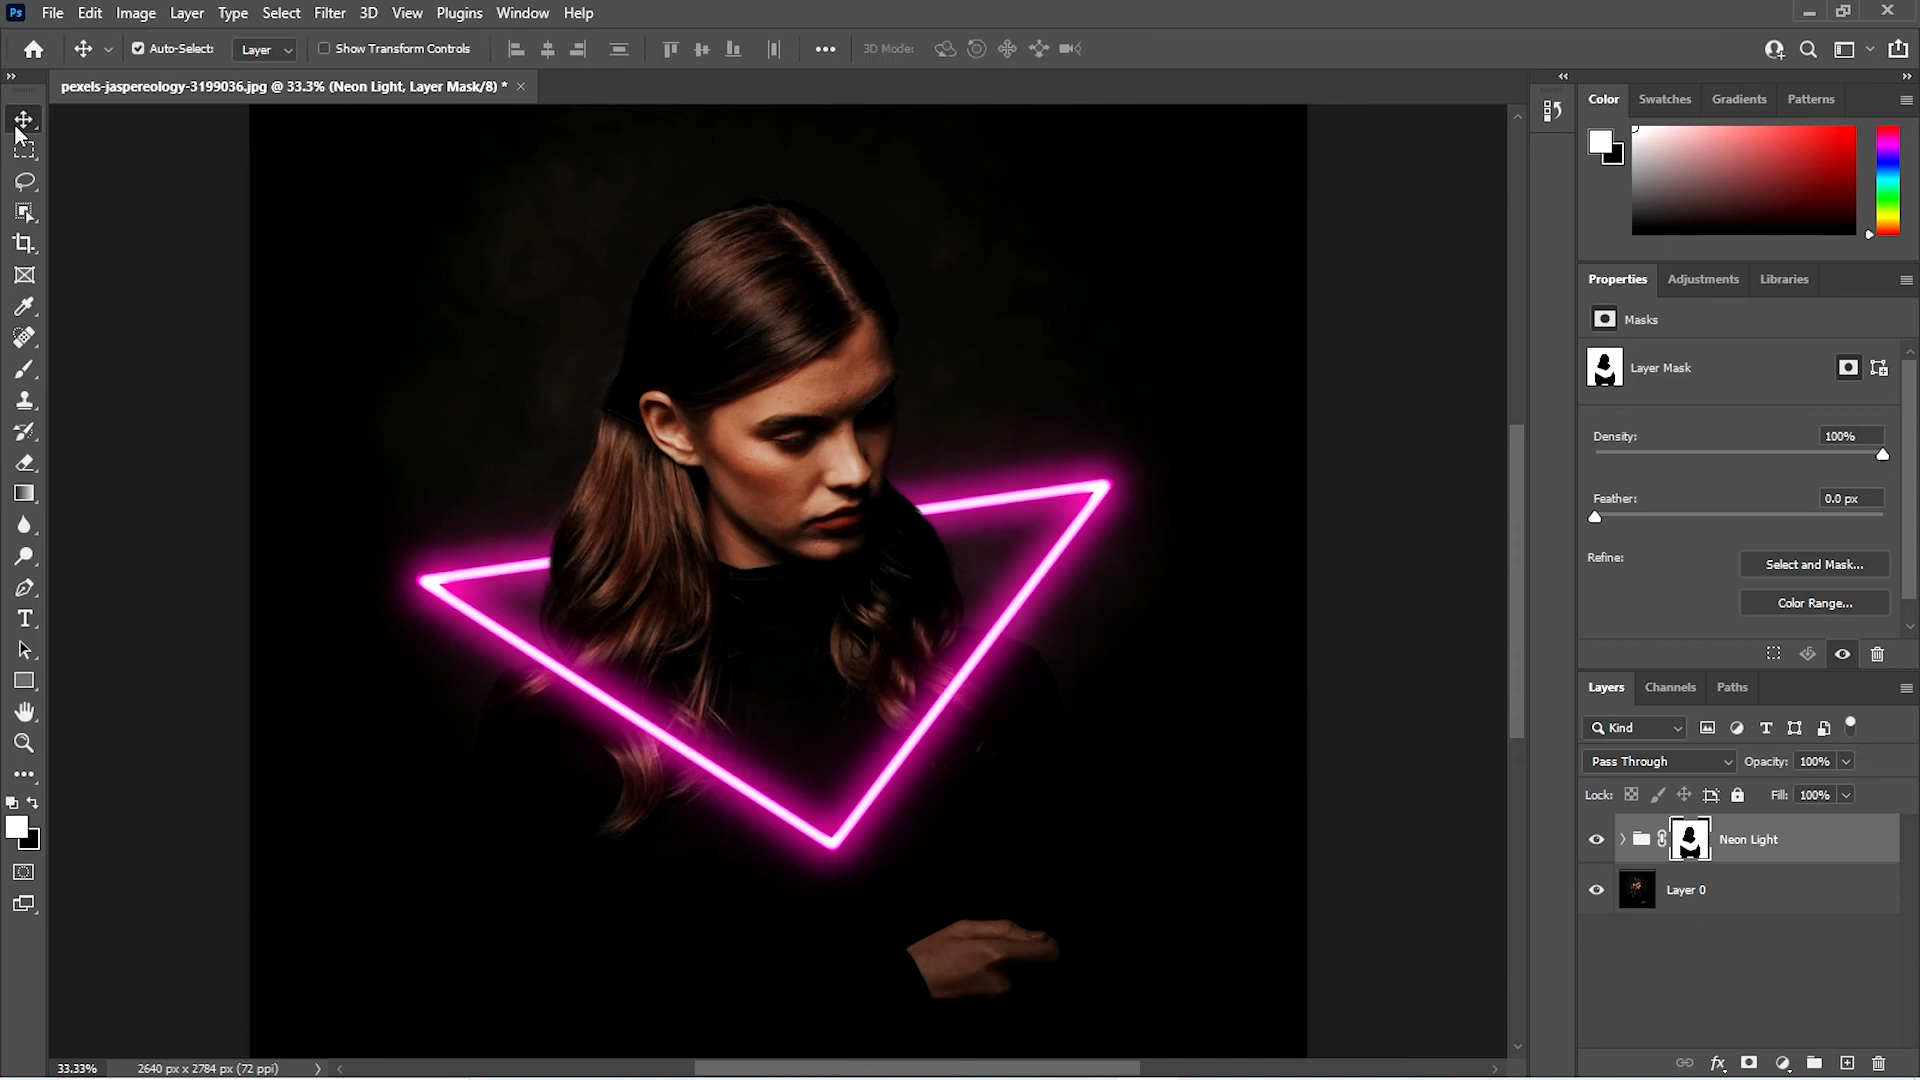 Ps File Edit Image Layer Type Select Filter 3D View Plugins Window Help
Auto-Select: Layer Show Transform Controls 3D Mode:
pexels-jaspereology-3199036.jpg @ 33.3% (Neon Light, Layer Mask/8) *
Color Swatches Gradients Patterns
Properties Adjustments Libraries
Masks
Layer Mask
Density: 100%
Feather: 0.0 px
Refine: Select and Mask...
Color Range...
Layers Channels Paths
Kind
Pass Through Opacity: 100%
Lock: Fill: 100%
Neon Light
Layer 0
33.33% 2640 px x 2784 px (72 ppi)